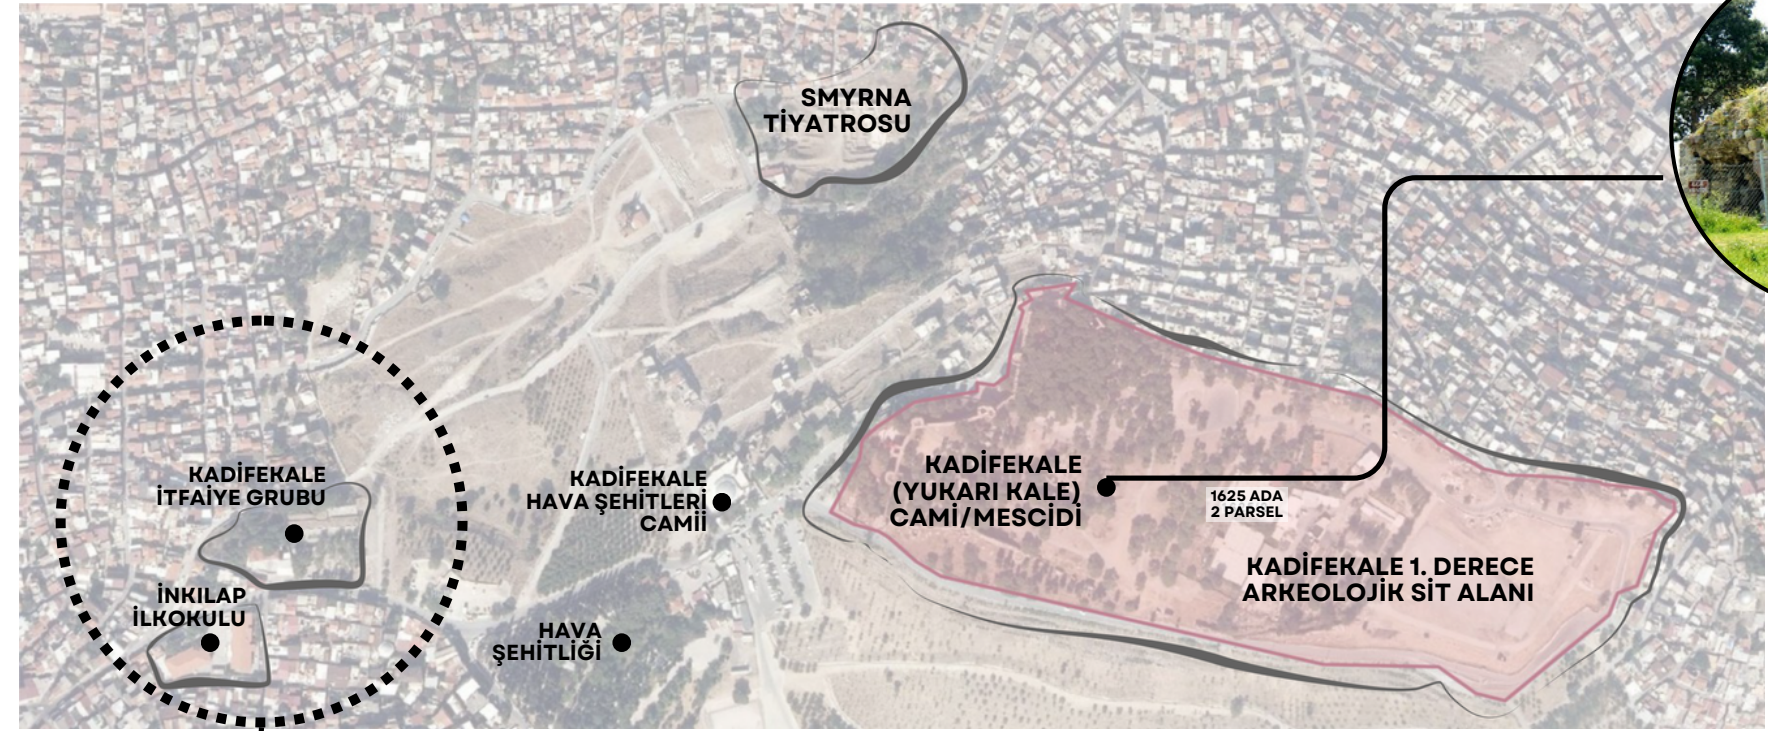 SMYRNA
TİYATROSU
KADİFEKALE
İTFAİYE GRUBU
KADİFEKALE
HAVA ŞEHİTLERİ
CAMİİ
KADİFEKALE
(YUKARI KALE)
CAMİ/MESCİDİ
1625 ADA
2 PARSEL
KADİFEKALE 1. DERECE
ARKEOLOJİK SİT ALANI
İNKILAP
İLKOKULU
HAVA
ŞEHİTLİĞİ